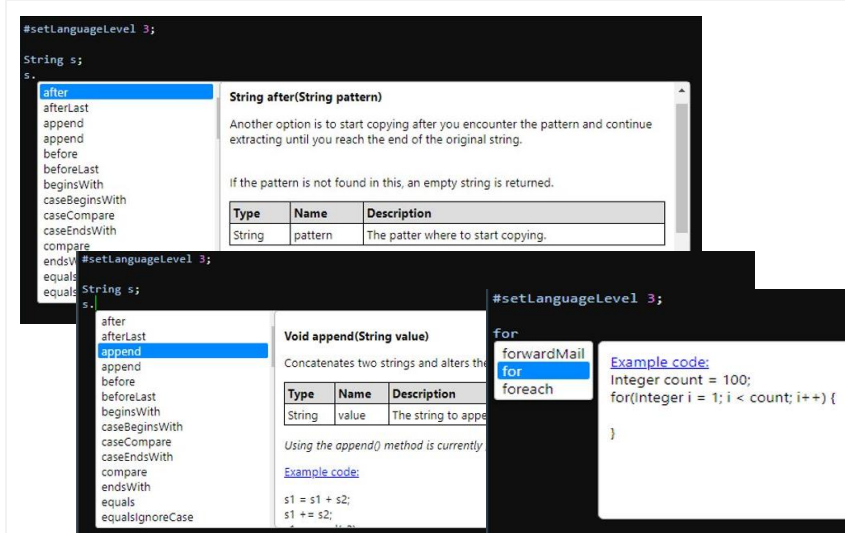 #setLanguageLevel 3;
String s;
s.
after
afterLast
append
append
before
beforeLast
beginsWith
caseBeginsWith
caseCompare
caseEndsWith
compare
endsW
equals
equals
String after(String pattern)
Another option is to start copying after you encounter the pattern and continue
extracting until you reach the end of the original string.
If the pattern is not found in this, an empty string is returned.
Type Name Description
String pattern The patter where to start copying.
#setLanguageLevel 3;
String s;
s.
after
afterLast
append
append
before
beforeLast
beginsWith
caseBeginsWith
caseCompare
caseEndsWith
compare
endsWith
equals
equalsIgnoreCase
Void append(String value)
Concatenates two strings and alters the
Type Name Description
String value The string to appe
Using the append() method is currently
Example code:
s1 = s1 + s2;
s1 += s2;
#setLanguageLevel 3;
for
forwardMail
for
foreach
Example code:
Integer count = 100;
for(Integer i = 1; i < count; i++) {
}